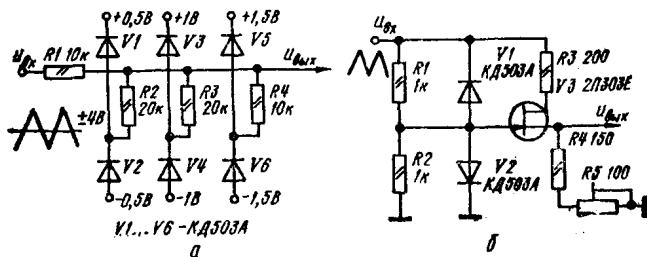 +0,5В +1В +1,5В
V1 V3 V5
uвх R1 10к uвых
R2 20к R3 20к R4 10к
±4В
V2 V4 V6
-0,5В -1В -1,5В
V1...V6-КД503А
а
uвх
R1 1к
V1 КД503А
R3 200
V3 2П303Е
uвых
R2 1к
V2 КД503А
R4 150
R5 100
б